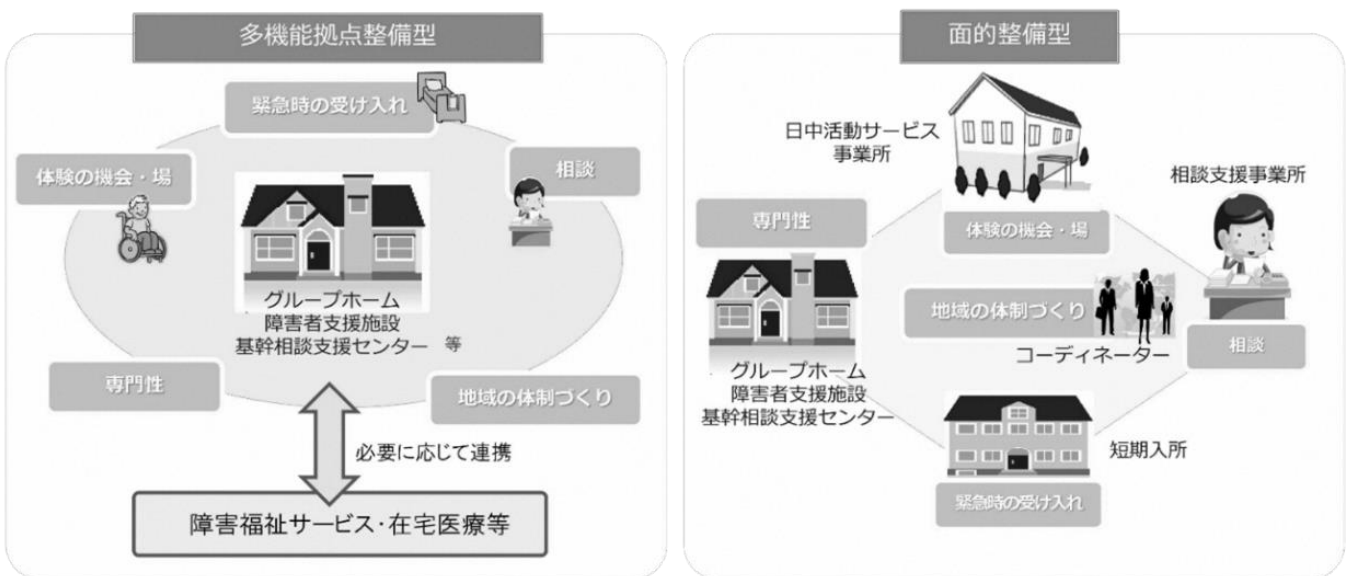 多機能拠点整備型
緊急時の受け入れ
体験の機会・場
相談
グループホーム
障害者支援施設
基幹相談支援センター 等
専門性
地域の体制づくり
必要に応じて連携
障害福祉サービス・在宅医療等
面的整備型
日中活動サービス
事業所
相談支援事業所
専門性
体験の機会・場
地域の体制づくり
コーディネーター
相談
グループホーム
障害者支援施設
基幹相談支援センター
短期入所
緊急時の受け入れ